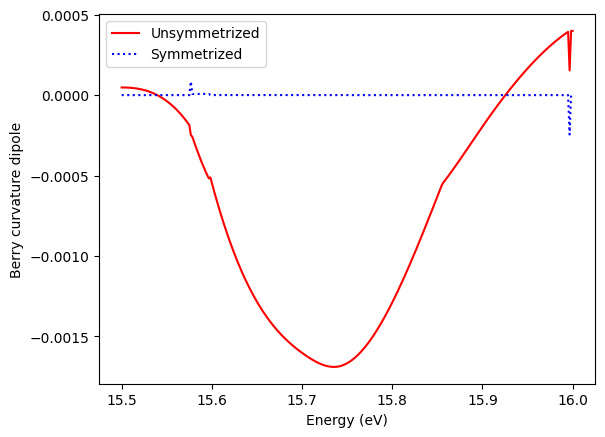 0.0005
0.0000
−0.0005
−0.0010
−0.0015
Berry curvature dipole
Unsymmetrized
Symmetrized
15.5 15.6 15.7 15.8 15.9 16.0
Energy (eV)